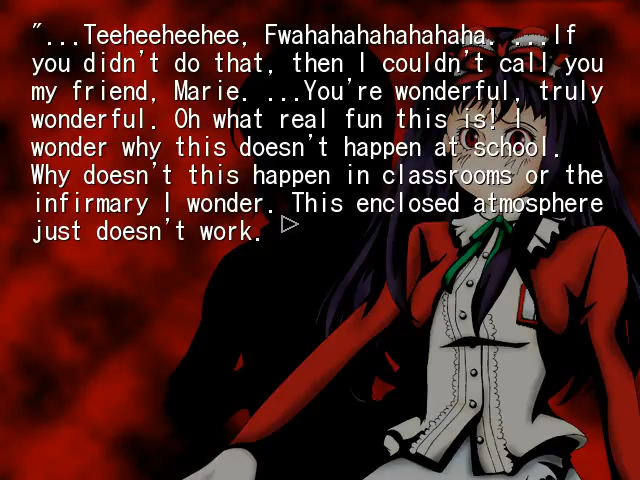 "...Teeheeheehee, Fwahahahahahahaha. ...If
you didn't do that, then I couldn't call you
my friend, Marie. ...You're wonderful, truly
wonderful. Oh what real fun this is! I
wonder why this doesn't happen at school.
Why doesn't this happen in classrooms or the
infirmary I wonder. This enclosed atmosphere
just doesn't work.